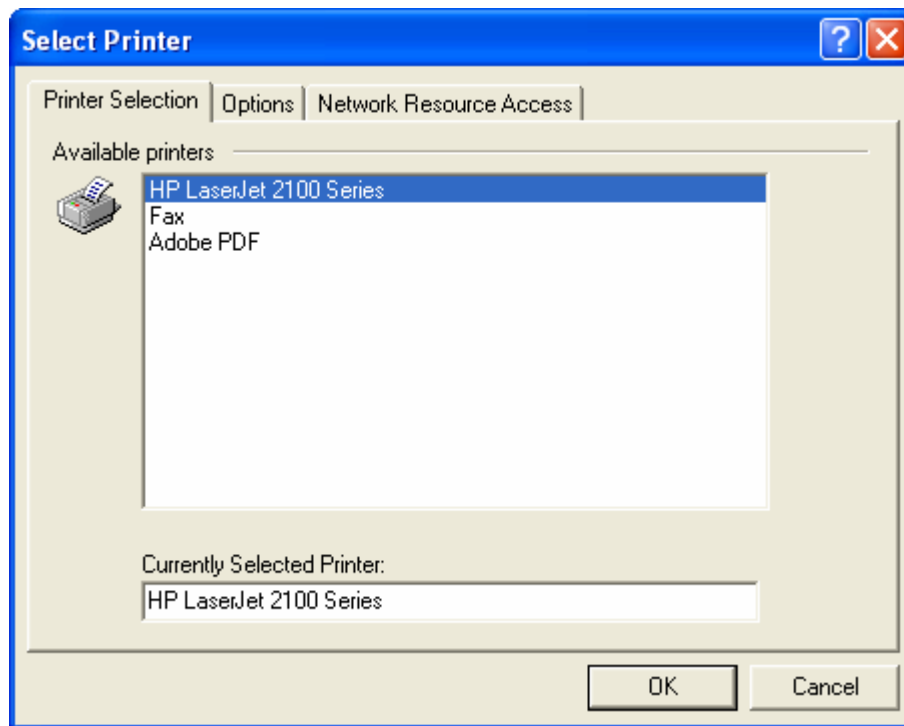 Select Printer
Printer Selection Options Network Resource Access
Available printers
HP LaserJet 2100 Series
Fax
Adobe PDF
Currently Selected Printer:
HP LaserJet 2100 Series
OK Cancel